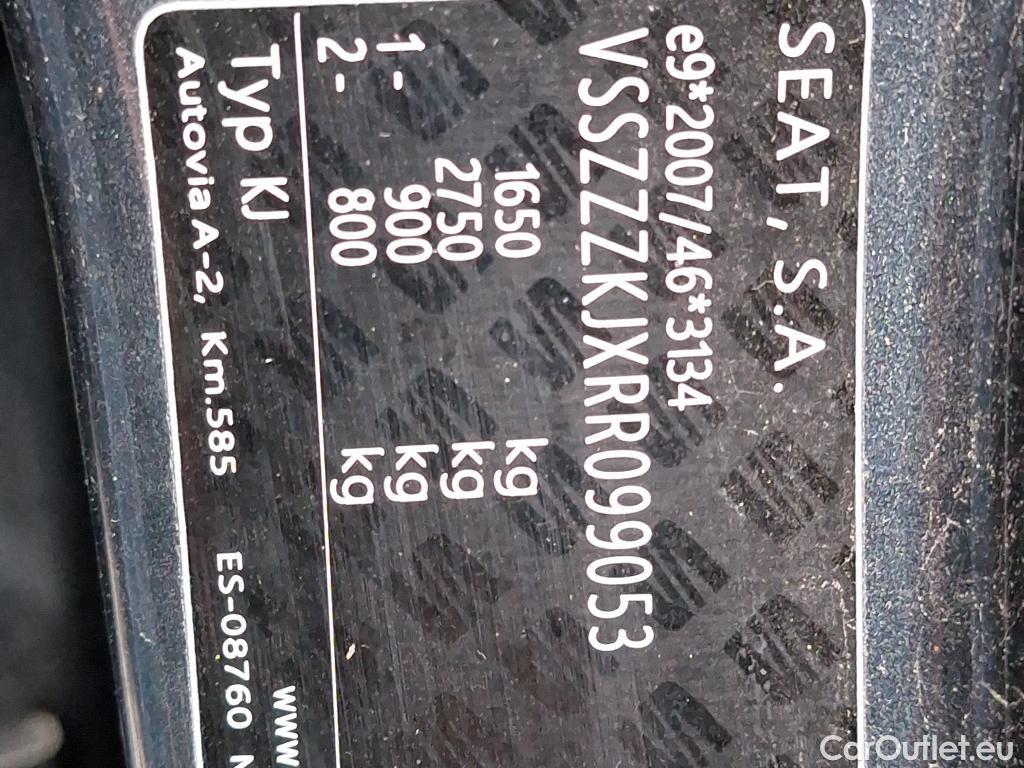 SEAT, S.A.
e9*2007/46*3134
VSSZZZKJXRR099053
1650 kg
2750 kg
1- 900 kg
2- 800 kg
Typ KJ
www
Autovia A-2, Km.585 ES-08760
CarOutlet.eu